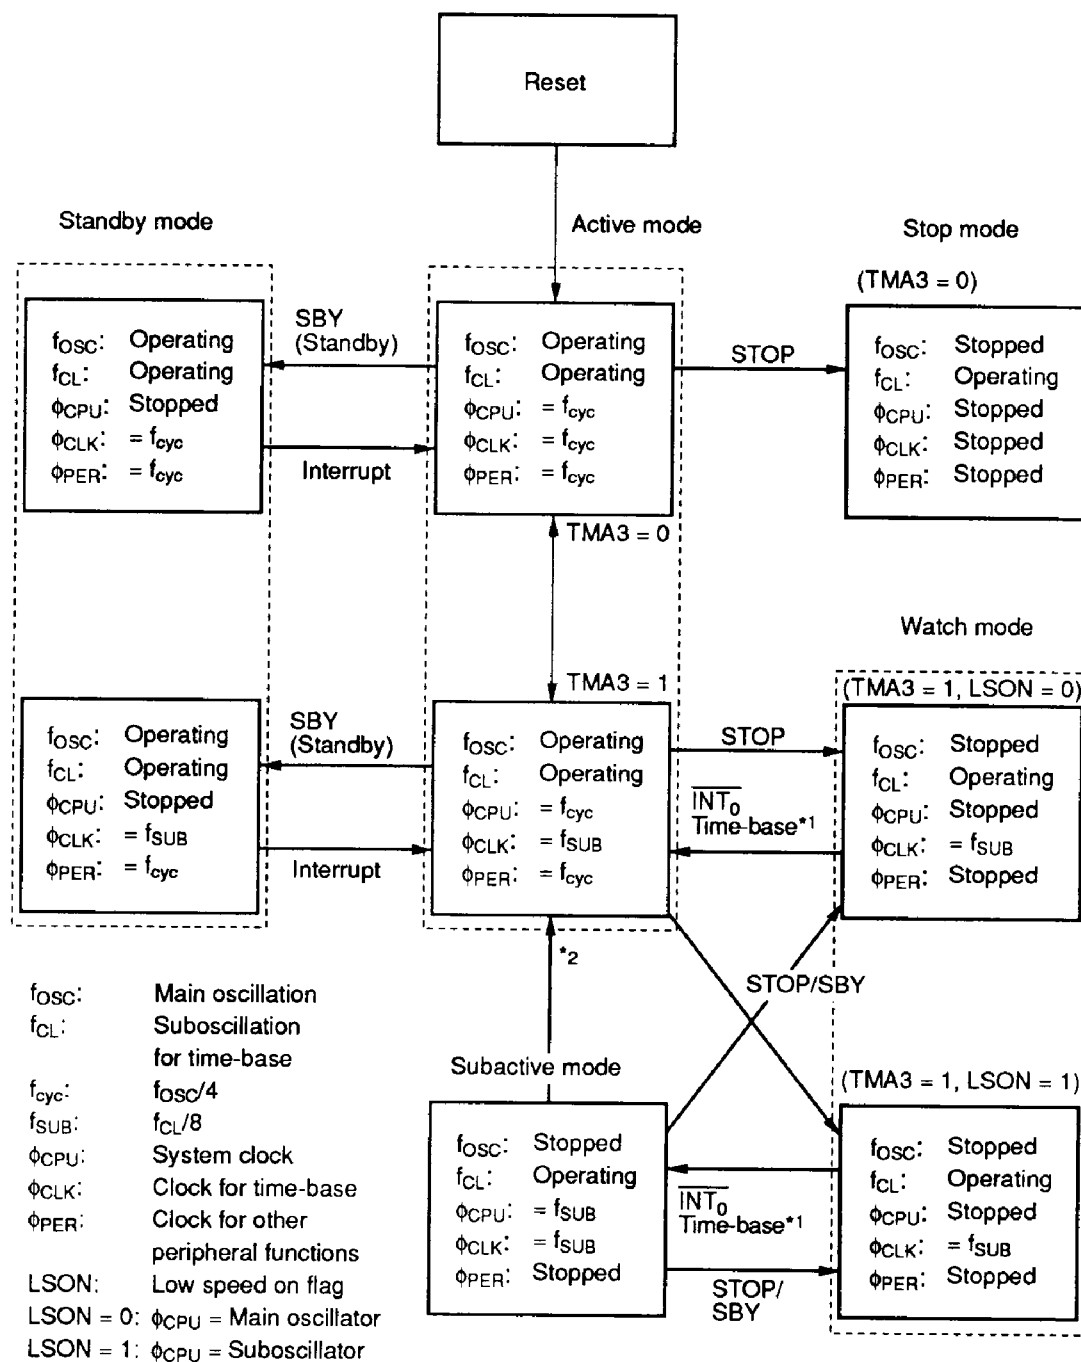 Reset
Standby mode
Active mode
Stop mode
(TMA3 = 0)
fOSC: Operating
fCL: Operating
ϕCPU: Stopped
ϕCLK: = fcyc
ϕPER: = fcyc
SBY
(Standby)
Interrupt
fOSC: Operating
fCL: Operating
ϕCPU: = fcyc
ϕCLK: = fcyc
ϕPER: = fcyc
STOP
fOSC: Stopped
fCL: Operating
ϕCPU: Stopped
ϕCLK: Stopped
ϕPER: Stopped
TMA3 = 0
TMA3 = 1
Watch mode
(TMA3 = 1, LSON = 0)
fOSC: Operating
fCL: Operating
ϕCPU: Stopped
ϕCLK: = fSUB
ϕPER: = fcyc
SBY
(Standby)
Interrupt
fOSC: Operating
fCL: Operating
ϕCPU: = fcyc
ϕCLK: = fSUB
ϕPER: = fcyc
STOP
I̅N̅T̅₀̅
Time-base*1
fOSC: Stopped
fCL: Operating
ϕCPU: Stopped
ϕCLK: = fSUB
ϕPER: Stopped
*2
STOP/SBY
Subactive mode
(TMA3 = 1, LSON = 1)
fOSC: Stopped
fCL: Operating
ϕCPU: = fSUB
ϕCLK: = fSUB
ϕPER: Stopped
I̅N̅T̅₀̅
Time-base*1
STOP/
SBY
fOSC: Stopped
fCL: Operating
ϕCPU: Stopped
ϕCLK: = fSUB
ϕPER: Stopped
fOSC: Main oscillation
fCL: Suboscillation
for time-base
fcyc: fOSC/4
fSUB: fCL/8
ϕCPU: System clock
ϕCLK: Clock for time-base
ϕPER: Clock for other
peripheral functions
LSON: Low speed on flag
LSON = 0: ϕCPU = Main oscillator
LSON = 1: ϕCPU = Suboscillator